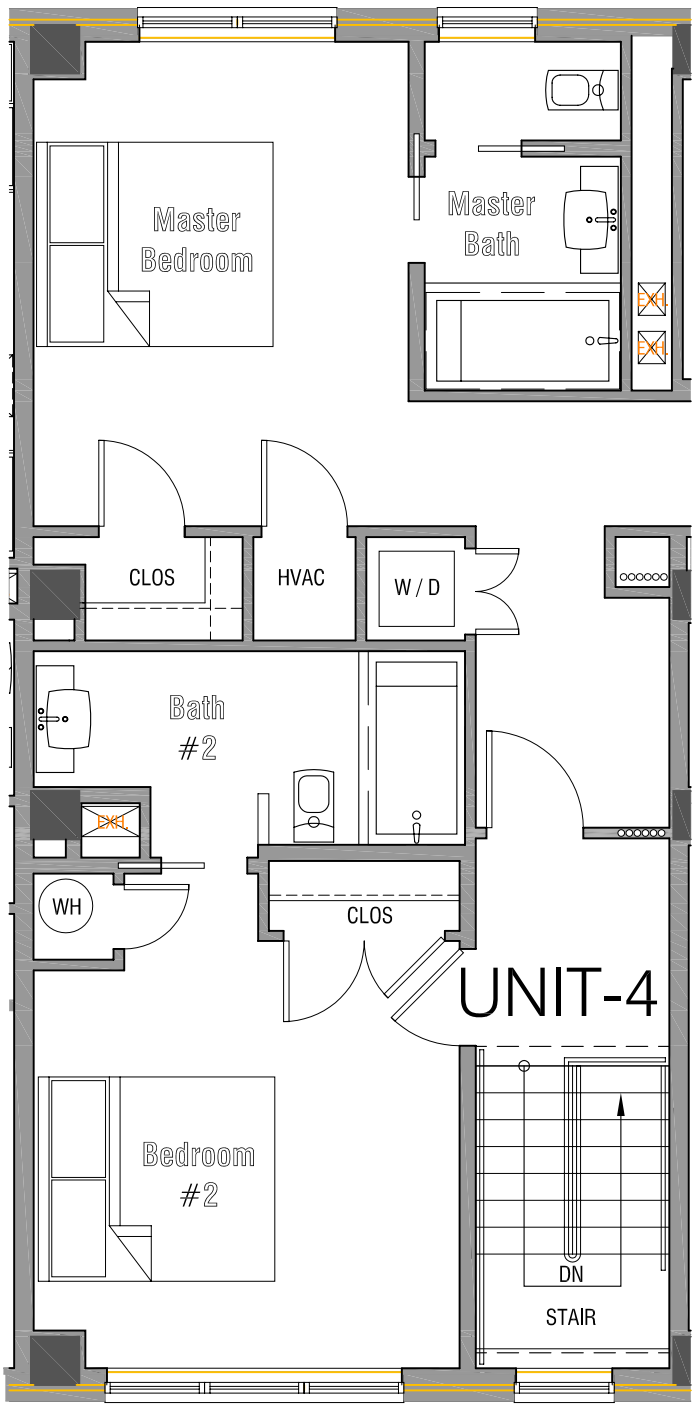 Master
Bedroom
Master
Bath
EXH.
EXH.
CLOS
HVAC
W / D
Bath
#2
EXH.
WH
CLOS
UNIT-4
Bedroom
#2
DN
STAIR